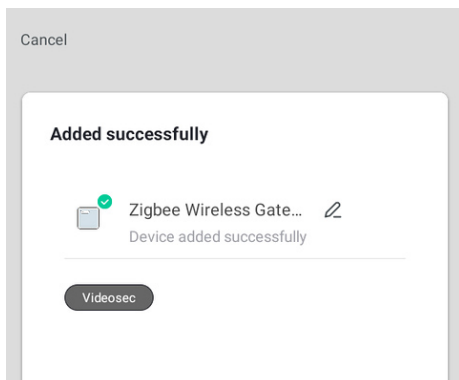 Cancel
Added successfully
Zigbee Wireless Gate...
Device added successfully
Videosec